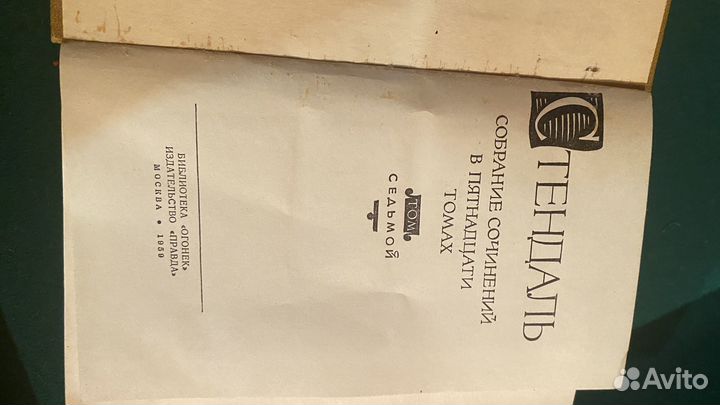 СТЕНДАЛЬ
СОБРАНИЕ СОЧИНЕНИЙ
В ПЯТНАДЦАТИ
ТОМАХ
ТОМ
СЕДЬМОЙ
БИБЛИОТЕКА «ОГОНЕК»
ИЗДАТЕЛЬСТВО «ПРАВДА»
МОСКВА • 1959
Avito